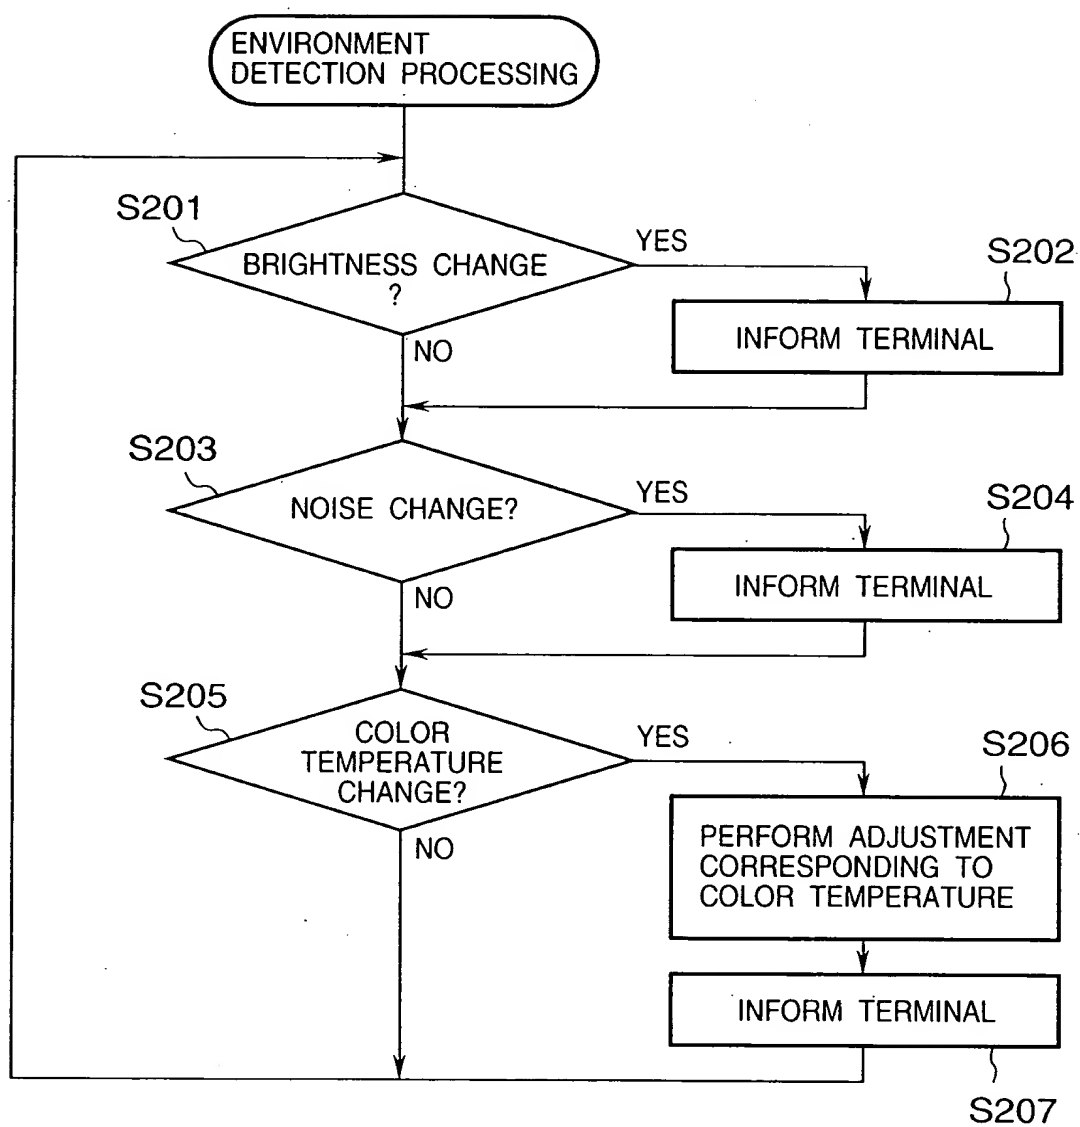 ENVIRONMENT
DETECTION PROCESSING
S201
BRIGHTNESS CHANGE
?
YES
S202
INFORM TERMINAL
NO
S203
NOISE CHANGE?
YES
S204
INFORM TERMINAL
NO
S205
COLOR
TEMPERATURE
CHANGE?
YES
S206
PERFORM ADJUSTMENT
CORRESPONDING TO
COLOR TEMPERATURE
NO
INFORM TERMINAL
S207